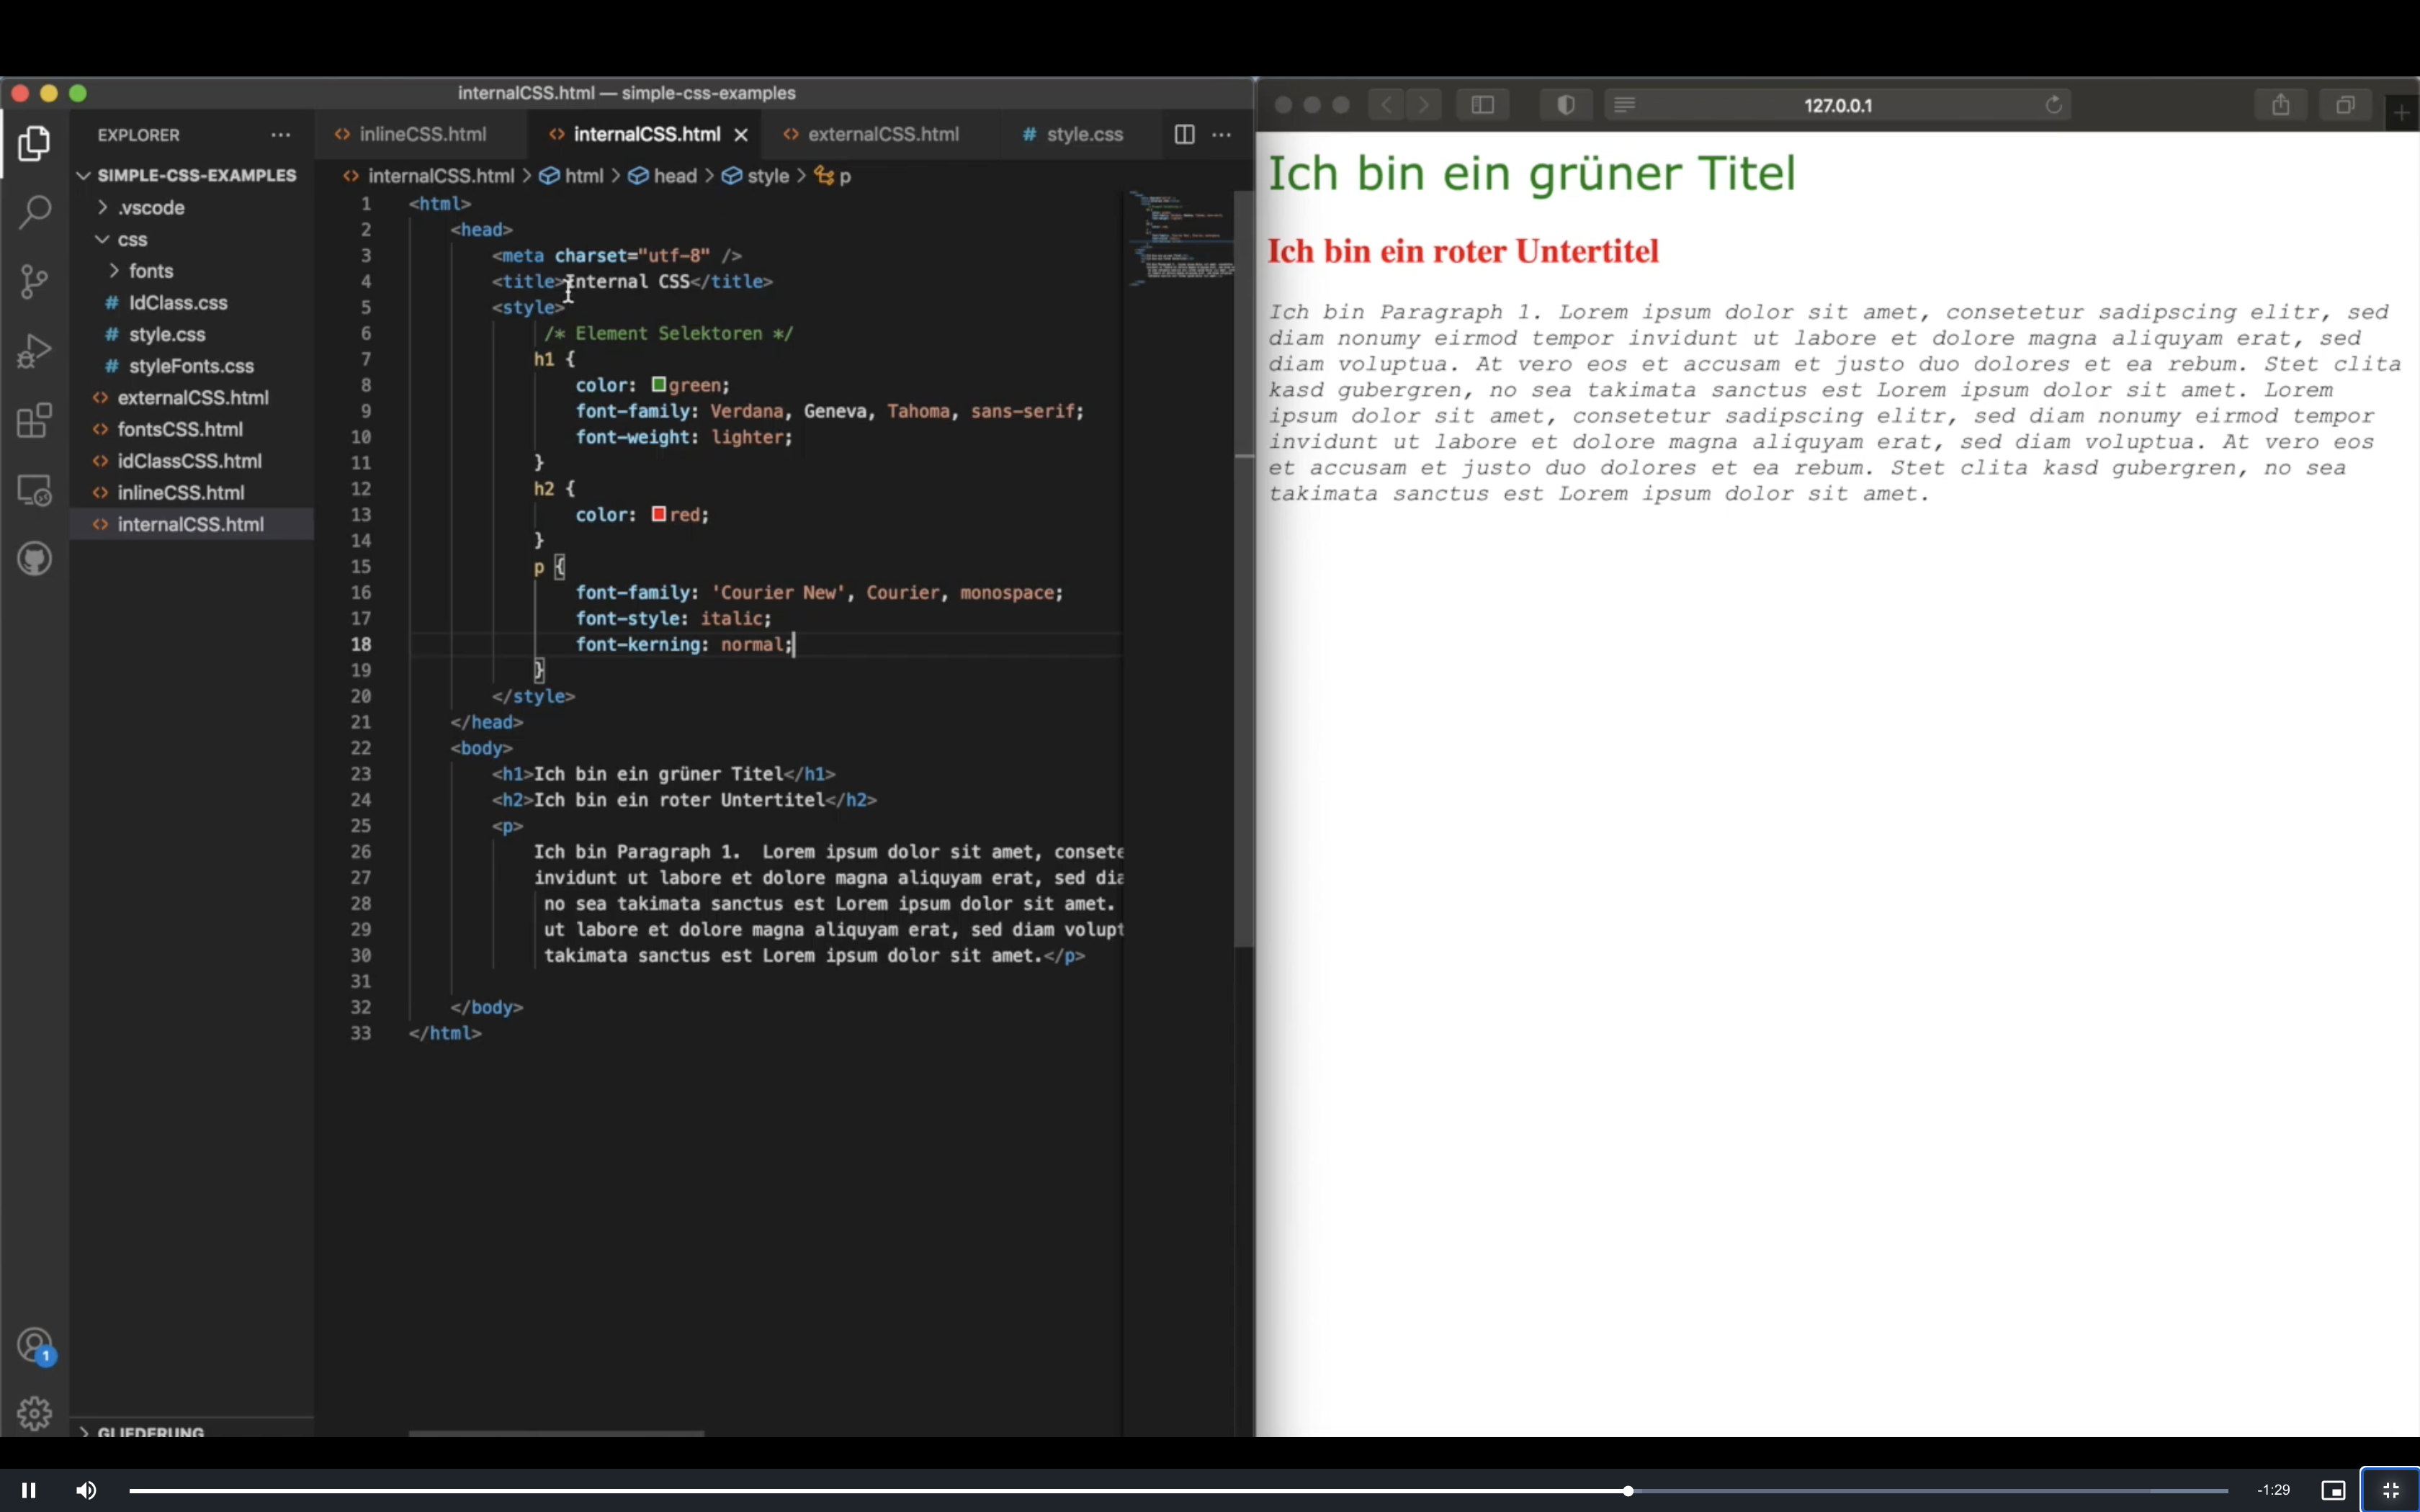 internalCSS.html — simple-css-examples
EXPLORER
SIMPLE-CSS-EXAMPLES
.vscode
css
fonts
# IdClass.css
# style.css
# styleFonts.css
<> externalCSS.html
<> fontsCSS.html
<> idClassCSS.html
<> inlineCSS.html
<> internalCSS.html
GLIEDERUNG
1
<> inlineCSS.html <> internalCSS.html <> externalCSS.html # style.css
<> internalCSS.html > html > head > style > p
1 <html>
2 <head>
3 <meta charset="utf-8" />
4 <title>Internal CSS</title>
5 <style>
6 /* Element Selektoren */
7 h1 {
8 color: green;
9 font-family: Verdana, Geneva, Tahoma, sans-serif;
10 font-weight: lighter;
11 }
12 h2 {
13 color: red;
14 }
15 p {
16 font-family: 'Courier New', Courier, monospace;
17 font-style: italic;
18 font-kerning: normal;
19 }
20 </style>
21 </head>
22 <body>
23 <h1>Ich bin ein grüner Titel</h1>
24 <h2>Ich bin ein roter Untertitel</h2>
25 <p>
26 Ich bin Paragraph 1. Lorem ipsum dolor sit amet, consete
27 invidunt ut labore et dolore magna aliquyam erat, sed dia
28 no sea takimata sanctus est Lorem ipsum dolor sit amet.
29 ut labore et dolore magna aliquyam erat, sed diam volupt
30 takimata sanctus est Lorem ipsum dolor sit amet.</p>
31
32 </body>
33 </html>
127.0.0.1
Ich bin ein grüner Titel
Ich bin ein roter Untertitel
Ich bin Paragraph 1. Lorem ipsum dolor sit amet, consetetur sadipscing elitr, sed
diam nonumy eirmod tempor invidunt ut labore et dolore magna aliquyam erat, sed
diam voluptua. At vero eos et accusam et justo duo dolores et ea rebum. Stet clita
kasd gubergren, no sea takimata sanctus est Lorem ipsum dolor sit amet. Lorem
ipsum dolor sit amet, consetetur sadipscing elitr, sed diam nonumy eirmod tempor
invidunt ut labore et dolore magna aliquyam erat, sed diam voluptua. At vero eos
et accusam et justo duo dolores et ea rebum. Stet clita kasd gubergren, no sea
takimata sanctus est Lorem ipsum dolor sit amet.
-1:29